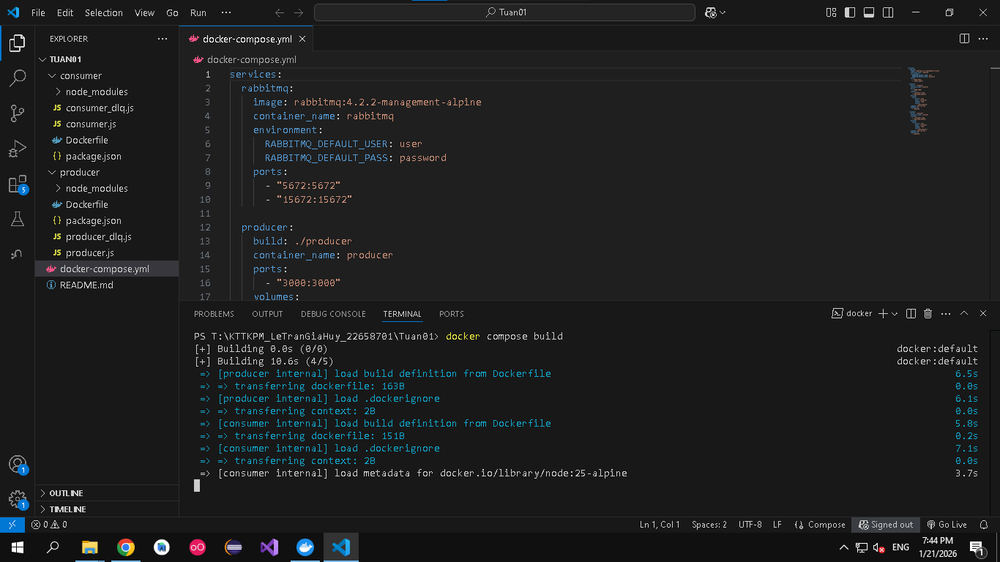 File Edit Selection View Go Run ··· Tuan01
EXPLORER ···
TUAN01
consumer
node_modules
JS consumer_dlq.js
JS consumer.js
Dockerfile
{} package.json
producer
node_modules
Dockerfile
{} package.json
JS producer_dlq.js
JS producer.js
docker-compose.yml
README.md
OUTLINE
TIMELINE
5
1
1
docker-compose.yml
docker-compose.yml
1 services:
2 rabbitmq:
3 image: rabbitmq:4.2.2-management-alpine
4 container_name: rabbitmq
5 environment:
6 RABBITMQ_DEFAULT_USER: user
7 RABBITMQ_DEFAULT_PASS: password
8 ports:
9 - "5672:5672"
10 - "15672:15672"
11
12 producer:
13 build: ./producer
14 container_name: producer
15 ports:
16 - "3000:3000"
17 volumes:
PROBLEMS OUTPUT DEBUG CONSOLE TERMINAL PORTS docker
PS T:\KTTKPM_LeTranGiaHuy_22658701\Tuan01> docker compose build
[+] Building 0.0s (0/0) docker:default
[+] Building 10.6s (4/5) docker:default
=> [producer internal] load build definition from Dockerfile 6.5s
=> => transferring dockerfile: 163B 0.0s
=> [producer internal] load .dockerignore 6.1s
=> => transferring context: 2B 0.0s
=> [consumer internal] load build definition from Dockerfile 5.8s
=> => transferring dockerfile: 151B 0.2s
=> [consumer internal] load .dockerignore 7.1s
=> => transferring context: 2B 0.0s
=> [consumer internal] load metadata for docker.io/library/node:25-alpine 3.7s
0 0 Ln 1, Col 1 Spaces: 2 UTF-8 LF Compose Signed out Go Live
ENG
7:44 PM
1/21/2026
1